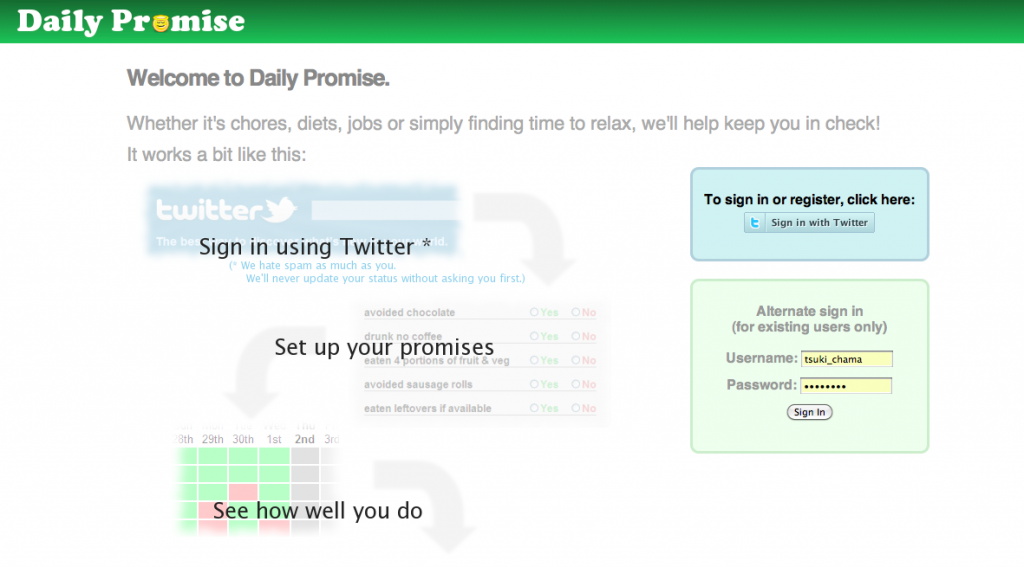 Daily Promise
Welcome to Daily Promise.
Whether it's chores, diets, jobs or simply finding time to relax, we'll help keep you in check!
It works a bit like this:
twitter
The best
world.
Sign in using Twitter *
(* We hate spam as much as you.
We'll never update your status without asking you first.)
avoided chocolate Yes No
drunk no coffee Yes No
Set up your promises
eaten 4 portions of fruit & veg Yes No
avoided sausage rolls Yes No
eaten leftovers if available Yes No
28th 29th 30th 1st 2nd 3rd
See how well you do
To sign in or register, click here:
Sign in with Twitter
Alternate sign in
(for existing users only)
Username: tsuki_chama
Password: ••••••••
Sign In